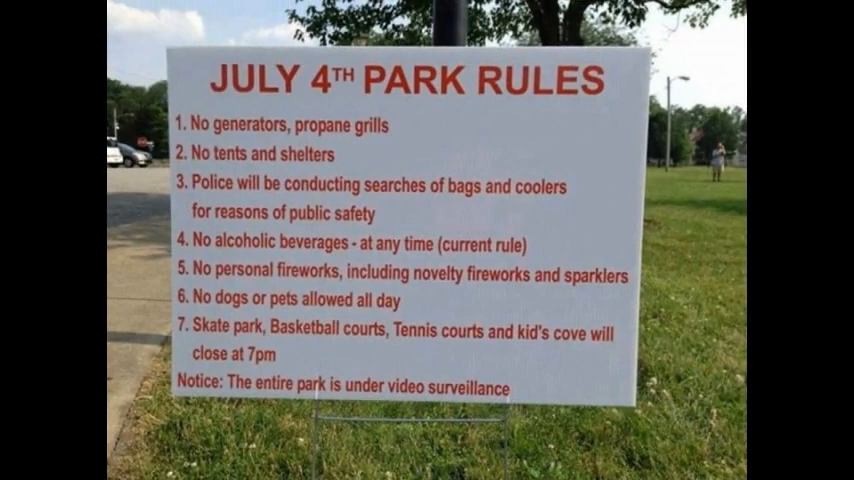 JULY 4TH PARK RULES
1. No generators, propane grills
2. No tents and shelters
3. Police will be conducting searches of bags and coolers
for reasons of public safety
4. No alcoholic beverages - at any time (current rule)
5. No personal fireworks, including novelty fireworks and sparklers
6. No dogs or pets allowed all day
7. Skate park, Basketball courts, Tennis courts and kid's cove will
close at 7pm
Notice: The entire park is under video surveillance